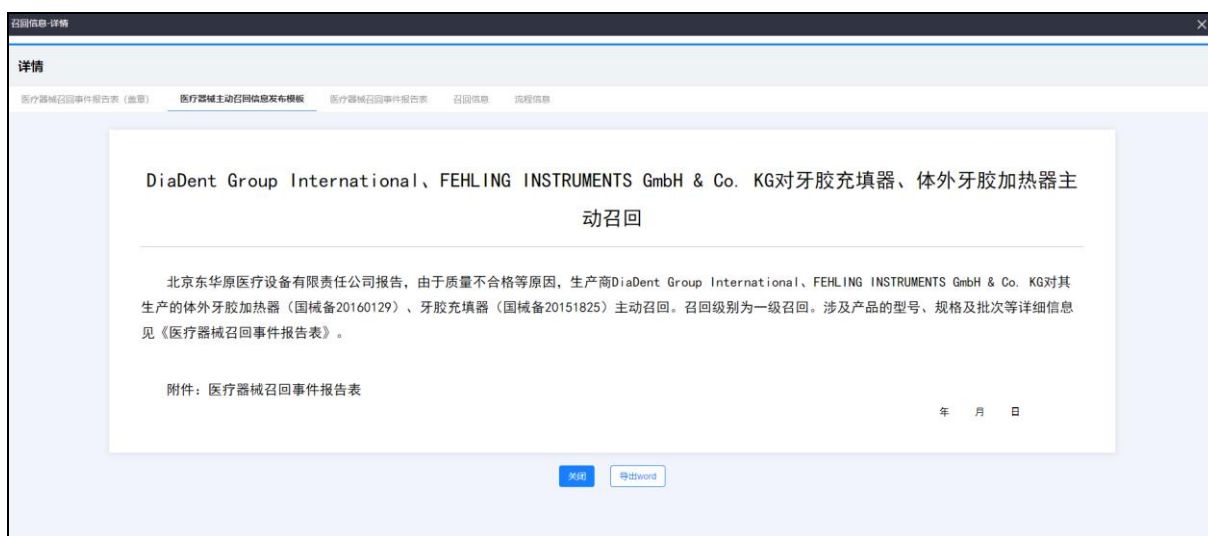 召回信息-详情
详情
医疗器械召回事件报告表（盖章） 医疗器械主动召回信息发布模板 医疗器械召回事件报告表 召回信息 流程信息
DiaDent Group International、FEHLING INSTRUMENTS GmbH & Co. KG对牙胶充填器、体外牙胶加热器主
动召回
北京东华原医疗设备有限责任公司报告，由于质量不合格等原因，生产商DiaDent Group International、FEHLING INSTRUMENTS GmbH & Co. KG对其
生产的体外牙胶加热器（国械备20160129）、牙胶充填器（国械备20151825）主动召回。召回级别为一级召回。涉及产品的型号、规格及批次等详细信息
见《医疗器械召回事件报告表》。
附件：医疗器械召回事件报告表
年 月 日
关闭 导出word